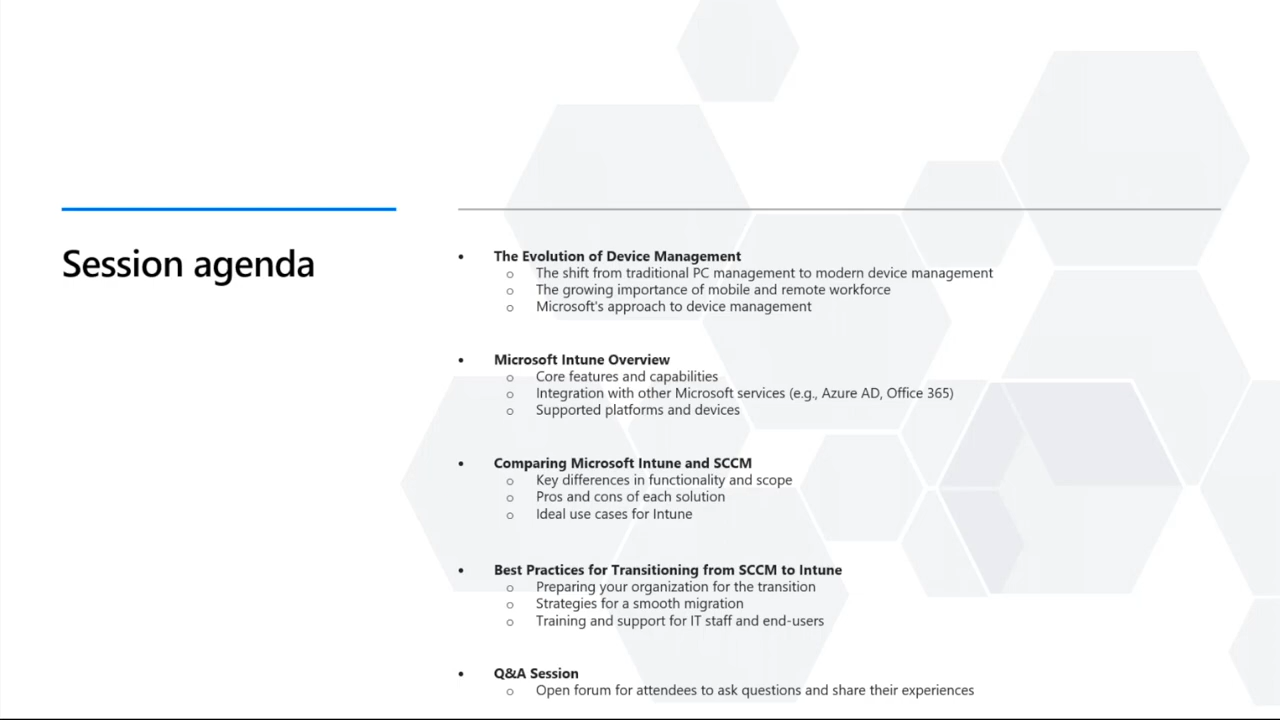 Session agenda
• The Evolution of Device Management
o The shift from traditional PC management to modern device management
o The growing importance of mobile and remote workforce
o Microsoft's approach to device management
• Microsoft Intune Overview
o Core features and capabilities
o Integration with other Microsoft services (e.g., Azure AD, Office 365)
o Supported platforms and devices
• Comparing Microsoft Intune and SCCM
o Key differences in functionality and scope
o Pros and cons of each solution
o Ideal use cases for Intune
• Best Practices for Transitioning from SCCM to Intune
o Preparing your organization for the transition
o Strategies for a smooth migration
o Training and support for IT staff and end-users
• Q&A Session
o Open forum for attendees to ask questions and share their experiences